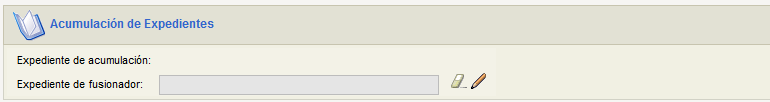 Acumulación de Expedientes
Expediente de acumulación:
Expediente de fusionador: